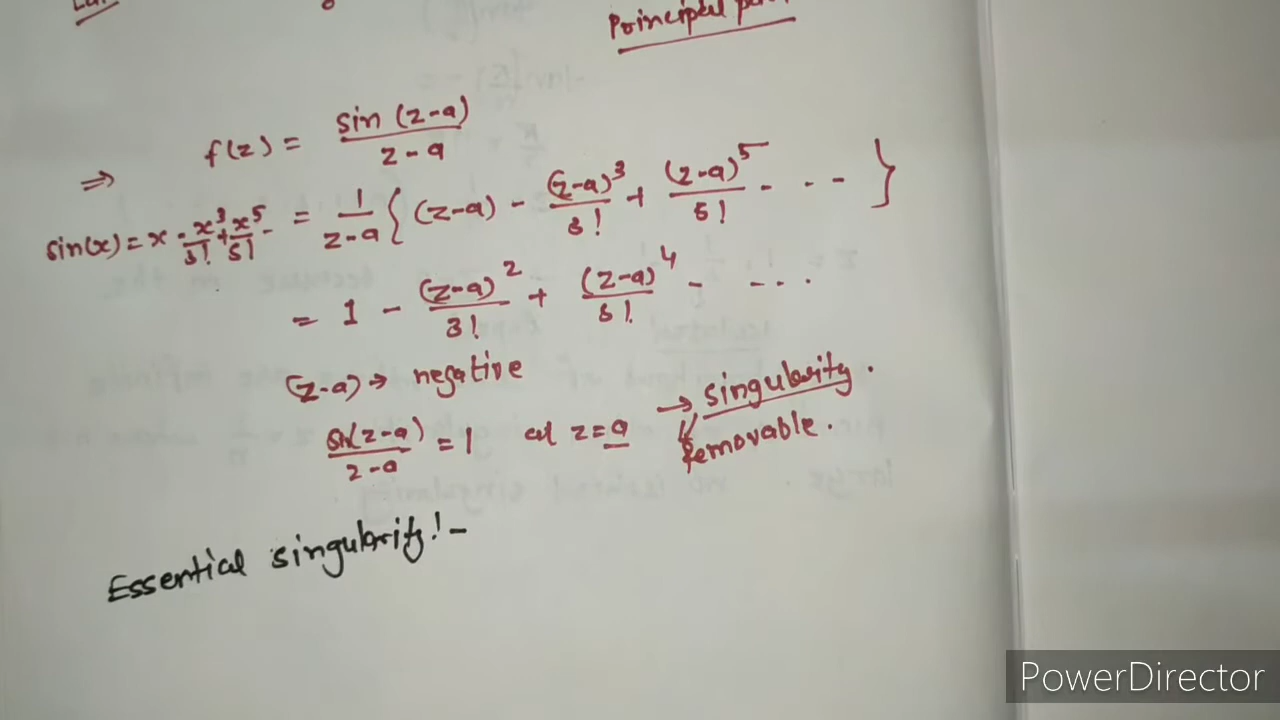 Principal part
f(z) = sin (z-a) / z-a
⇒
sin(x) = x - x³/3! + x⁵/5! - = 1/z-a { (z-a) - (z-a)³/3! + (z-a)⁵/5! - - - }
= 1 - (z-a)²/3! + (z-a)⁴/5! - - - .
(z-a) → negative
sin(z-a)/z-a = 1 at z=a → singularity.
Removable.
Essential singularity! -
PowerDirector